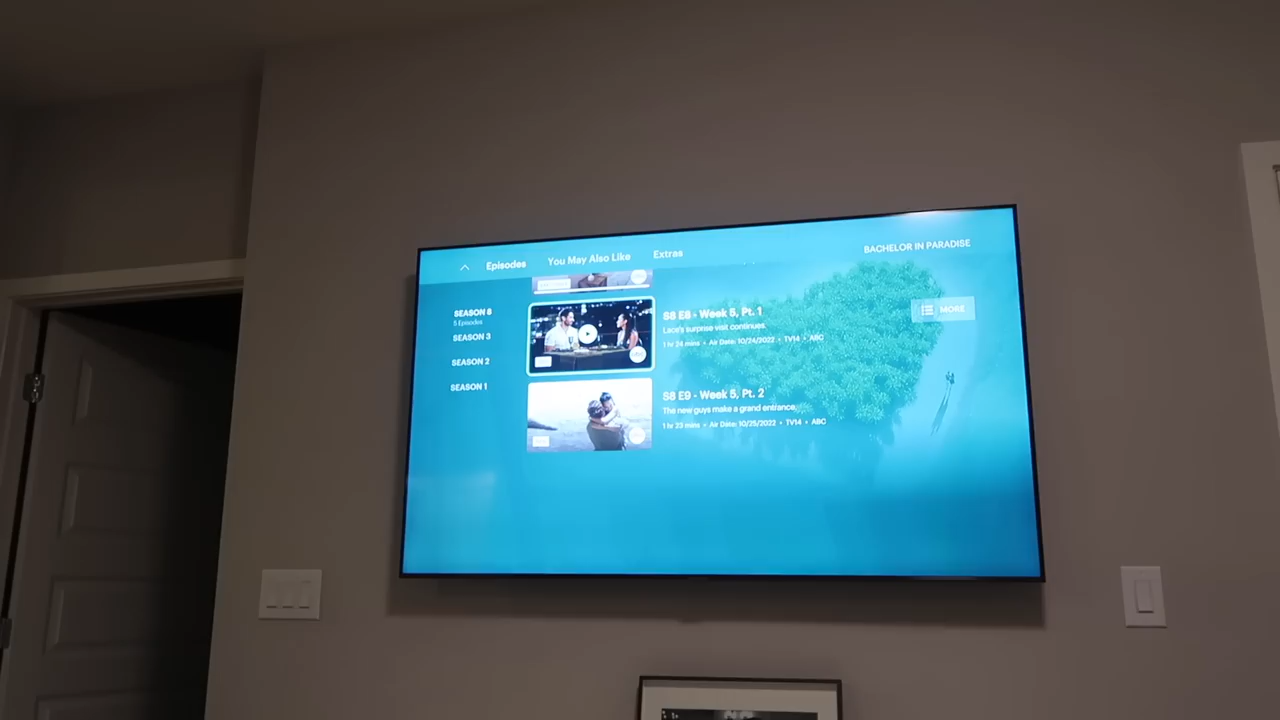 Episodes
You May Also Like
Extras
BACHELOR IN PARADISE
SEASON 8
5 Episodes
SEASON 3
SEASON 2
SEASON 1
S8 E8 - Week 5, Pt. 1
Lace's surprise visit continues.
1 hr 24 mins • Air Date: 10/24/2022 • TV14 • ABC
MORE
S8 E9 - Week 5, Pt. 2
The new guys make a grand entrance.
1 hr 23 mins • Air Date: 10/25/2022 • TV14 • ABC